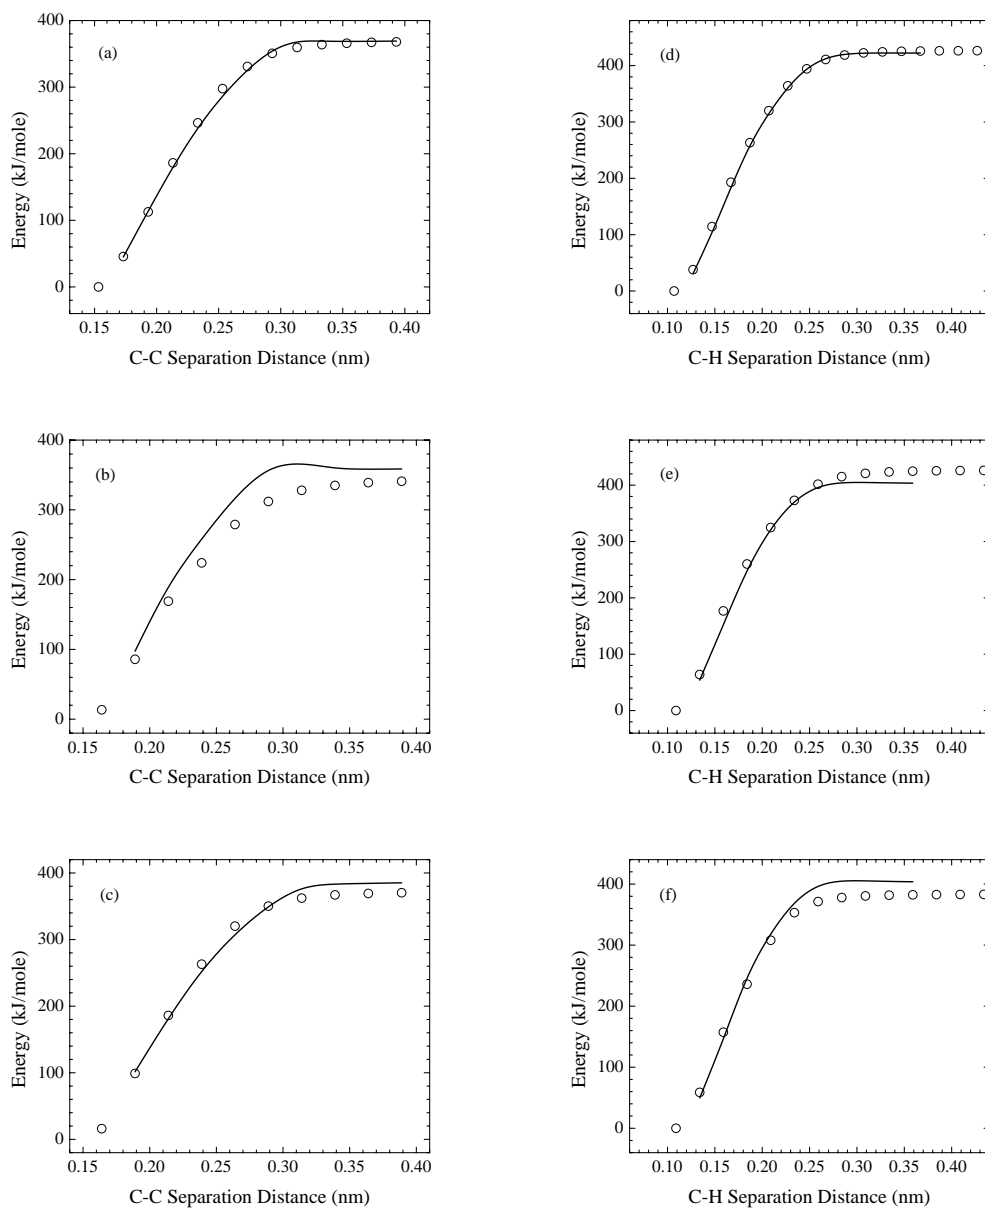 (a)
400
300
200
100
0
Energy (kJ/mole)
0.15 0.20 0.25 0.30 0.35 0.40
C-C Separation Distance (nm)
(d)
400
300
200
100
0
Energy (kJ/mole)
0.10 0.15 0.20 0.25 0.30 0.35 0.40
C-H Separation Distance (nm)
(b)
400
300
200
100
0
Energy (kJ/mole)
0.15 0.20 0.25 0.30 0.35 0.40
C-C Separation Distance (nm)
(e)
400
300
200
100
0
Energy (kJ/mole)
0.10 0.15 0.20 0.25 0.30 0.35 0.40
C-H Separation Distance (nm)
(c)
400
300
200
100
0
Energy (kJ/mole)
0.15 0.20 0.25 0.30 0.35 0.40
C-C Separation Distance (nm)
(f)
400
300
200
100
0
Energy (kJ/mole)
0.10 0.15 0.20 0.25 0.30 0.35 0.40
C-H Separation Distance (nm)